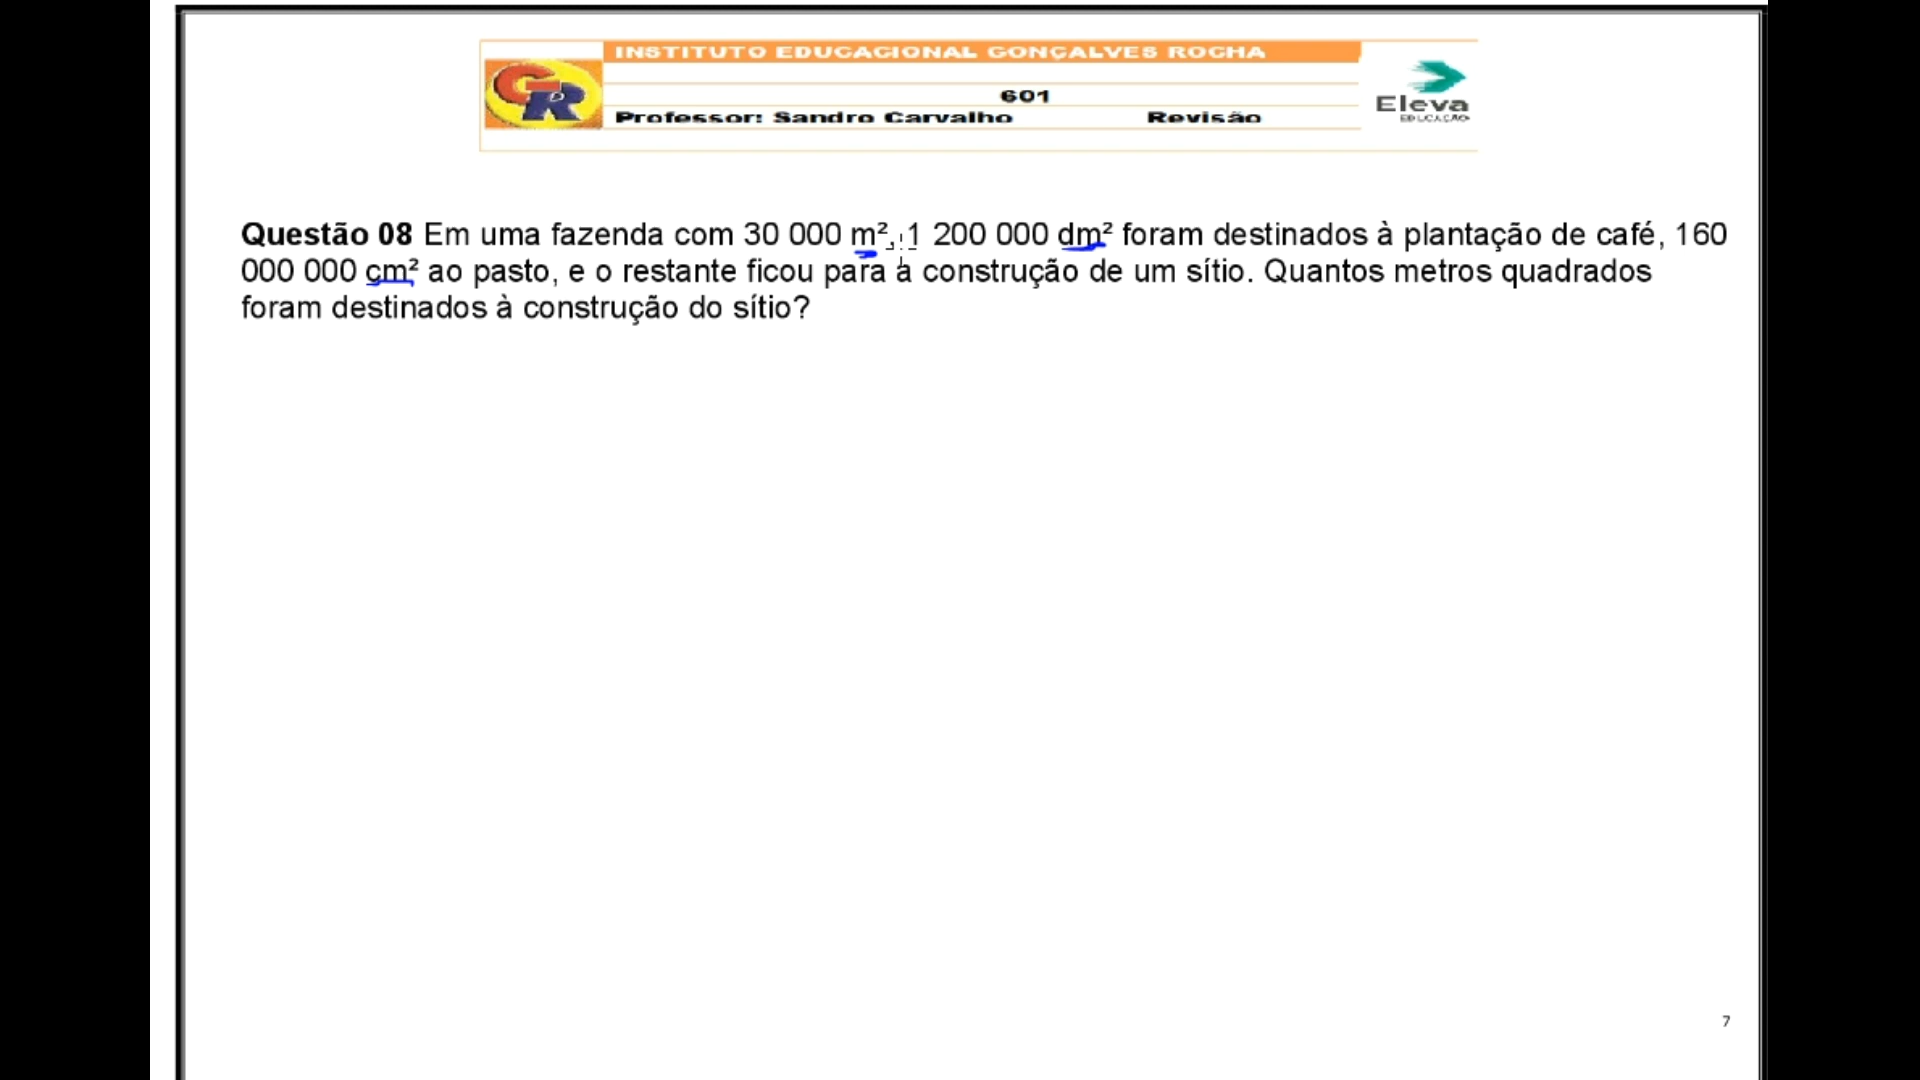 INSTITUTO EDUCACIONAL GONÇALVES ROCHA
601
Professor: Sandro Carvalho Revisão
GR
Eleva
EDUCAÇÃO
Questão 08 Em uma fazenda com 30 000 m², 1 200 000 dm² foram destinados à plantação de café, 160
000 000 cm² ao pasto, e o restante ficou para a construção de um sítio. Quantos metros quadrados
foram destinados à construção do sítio?
7